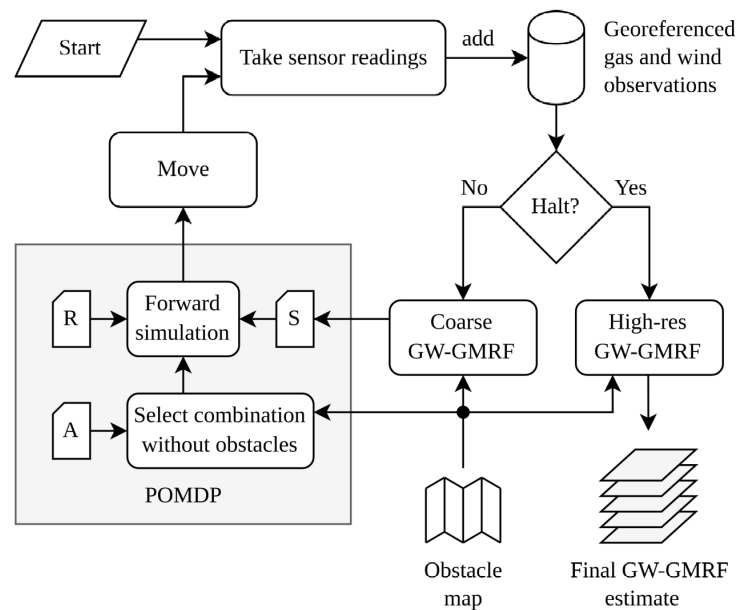 Start
Take sensor readings
add
Georeferenced
gas and wind
observations
Move
No
Halt?
Yes
R
Forward
simulation
S
Coarse
GW-GMRF
High-res
GW-GMRF
A
Select combination
without obstacles
POMDP
Obstacle
map
Final GW-GMRF
estimate